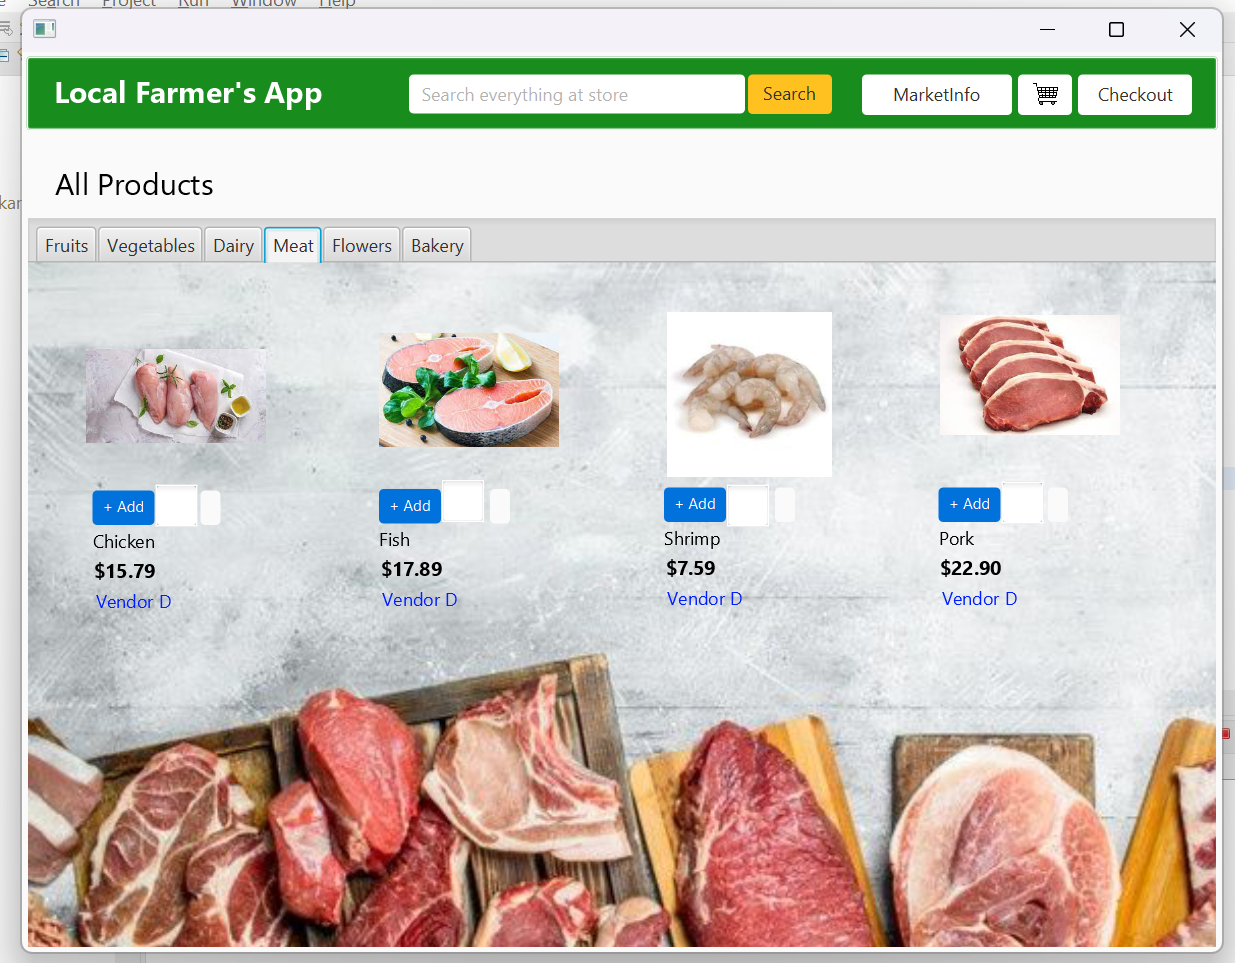 Search Project Run Window Help
Local Farmer's App
Search everything at store
Search
MarketInfo
Checkout
All Products
Fruits
Vegetables
Dairy
Meat
Flowers
Bakery
+ Add
+ Add
+ Add
+ Add
Chicken
Fish
Shrimp
Pork
$15.79
$17.89
$7.59
$22.90
Vendor D
Vendor D
Vendor D
Vendor D